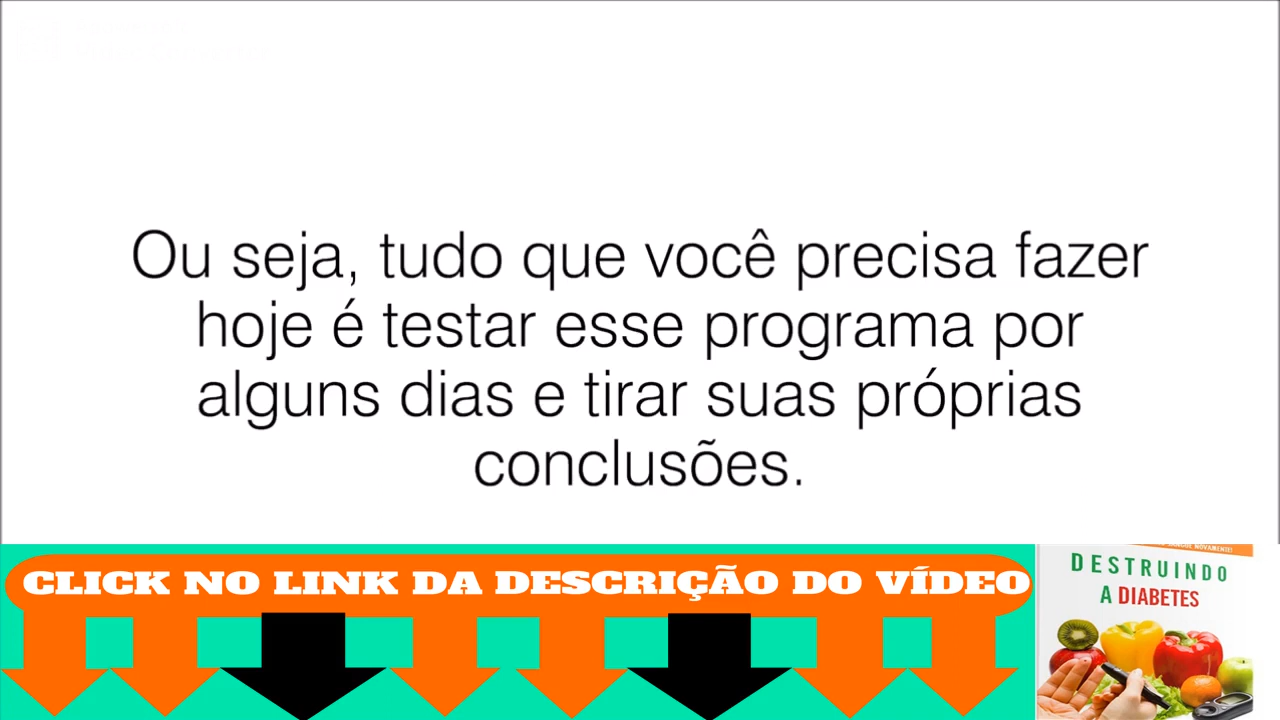 Ou seja, tudo que você precisa fazer
hoje é testar esse programa por
alguns dias e tirar suas próprias
conclusões.
CLICK NO LINK DA DESCRIÇÃO DO VÍDEO
NOVAMENTE!
DESTRUINDO
A DIABETES